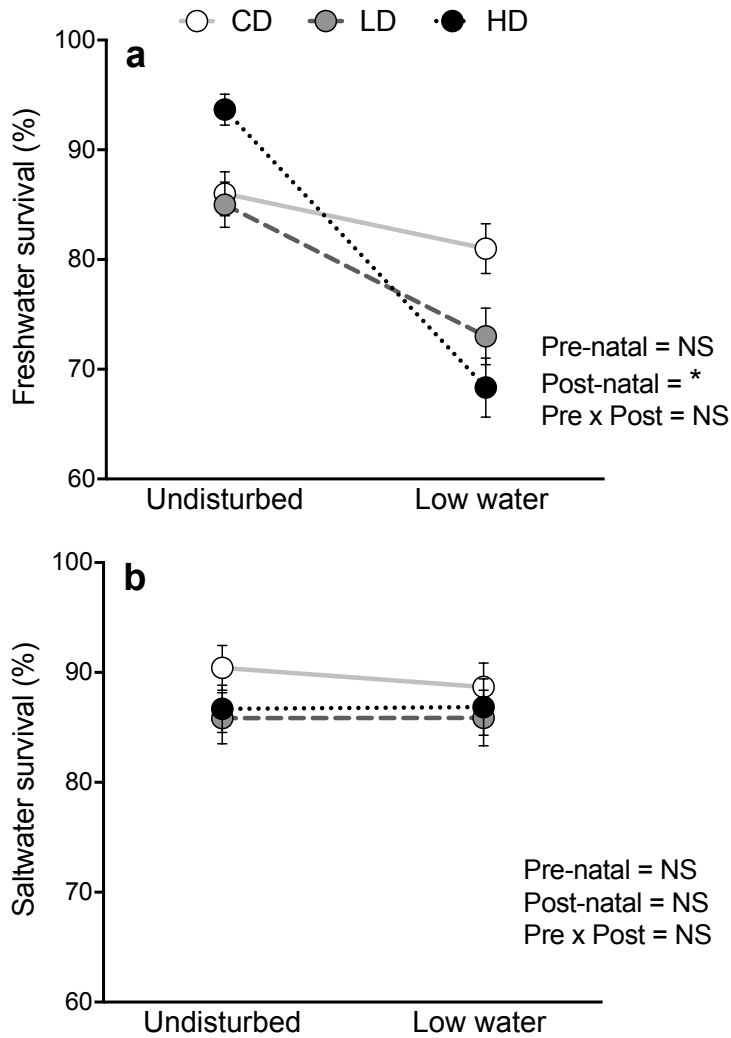 CD LD HD
a
Freshwater survival (%)
100
90
80
70
60
Undisturbed Low water
Pre-natal = NS
Post-natal = *
Pre x Post = NS
b
Saltwater survival (%)
100
90
80
70
60
Undisturbed Low water
Pre-natal = NS
Post-natal = NS
Pre x Post = NS